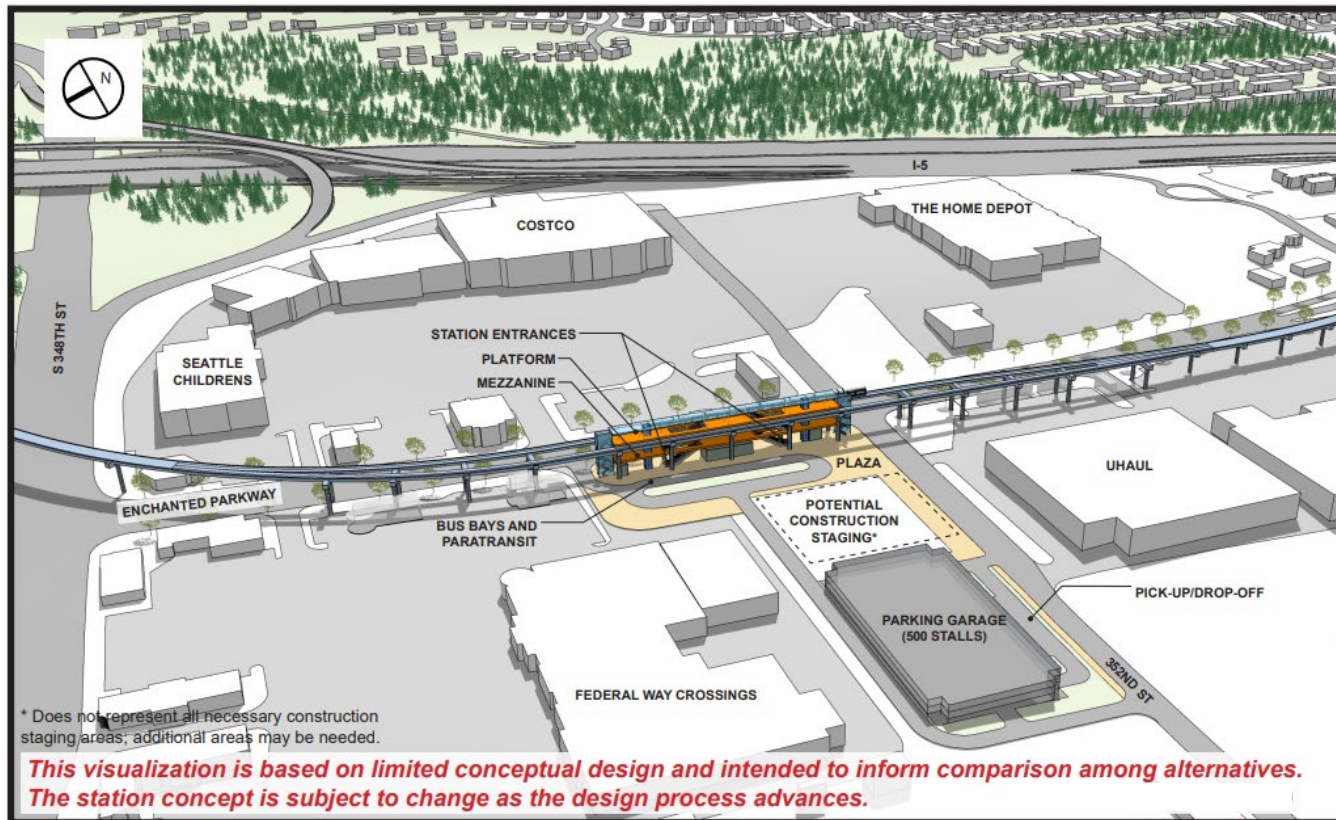 N
I-5
COSTCO
THE HOME DEPOT
S 348TH ST
STATION ENTRANCES
PLATFORM
MEZZANINE
SEATTLE
CHILDRENS
ENCHANTED PARKWAY
PLAZA
UHAUL
BUS BAYS AND
PARATRANSIT
POTENTIAL
CONSTRUCTION
STAGING*
PICK-UP/DROP-OFF
PARKING GARAGE
(500 STALLS)
352ND ST
FEDERAL WAY CROSSINGS
* Does not represent all necessary construction
staging areas; additional areas may be needed.
This visualization is based on limited conceptual design and intended to inform comparison among alternatives.
The station concept is subject to change as the design process advances.